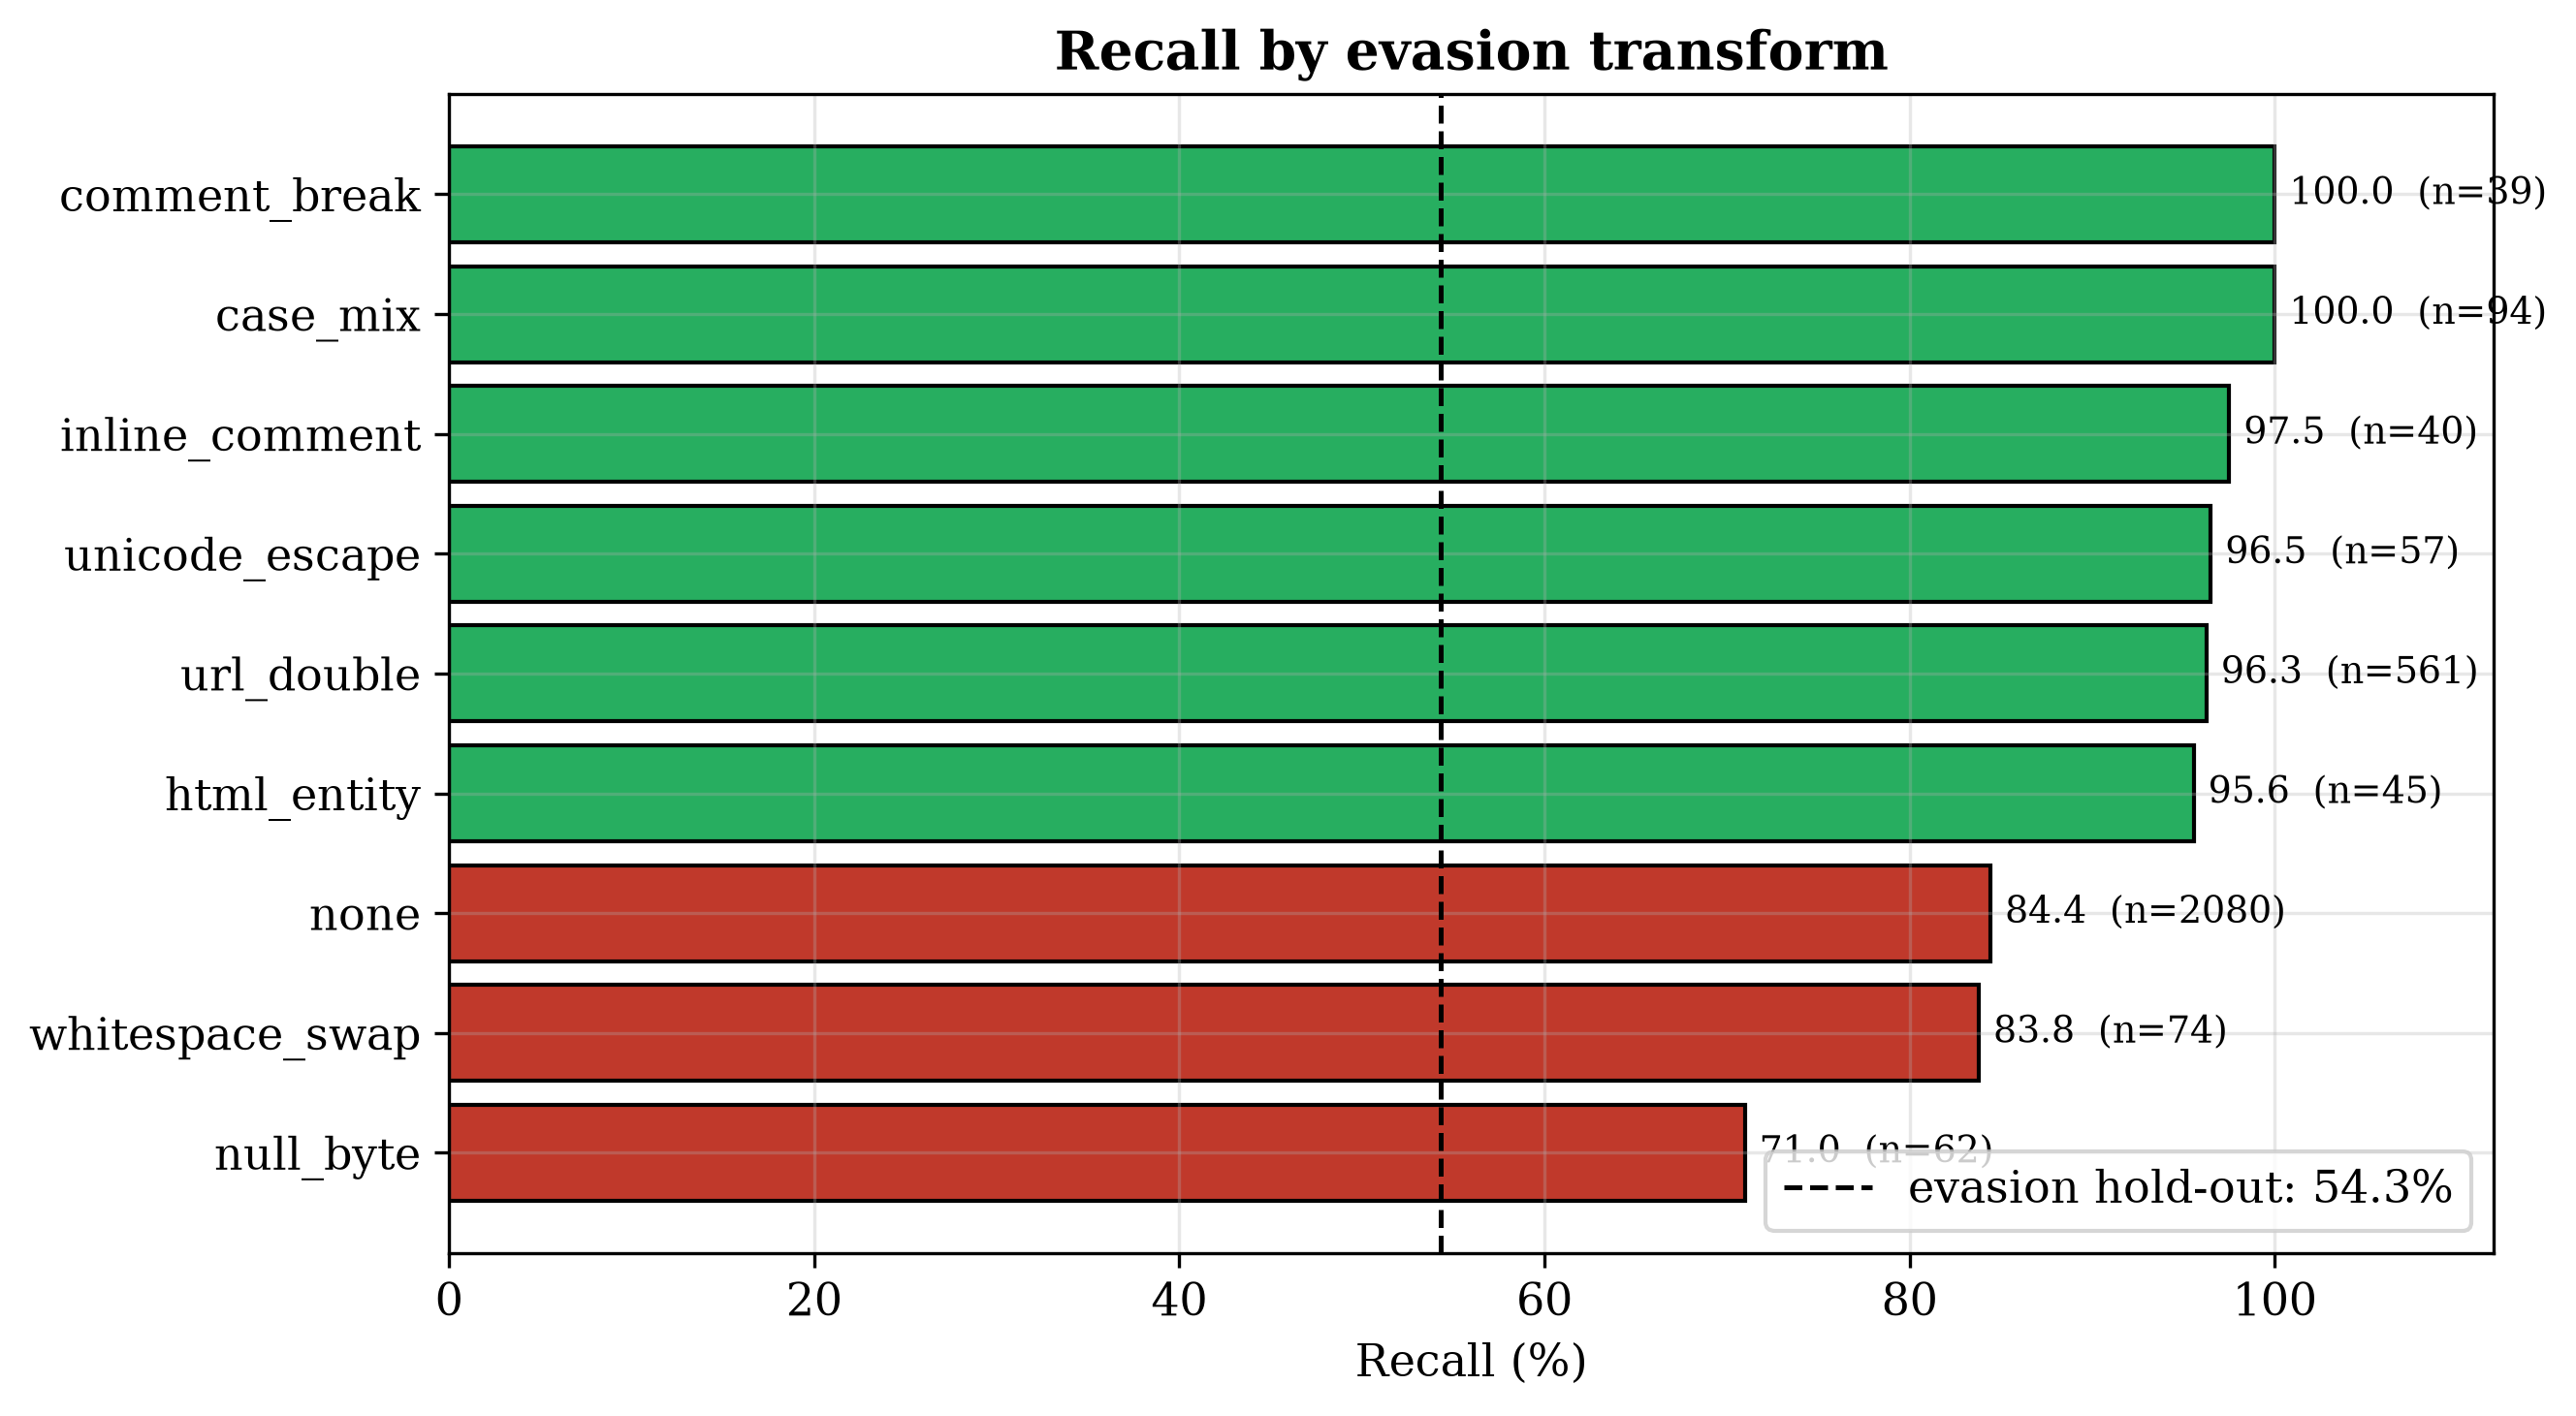 Recall by evasion transform
comment_break 100.0 (n=39)
case_mix 100.0 (n=94)
inline_comment 97.5 (n=40)
unicode_escape 96.5 (n=57)
url_double 96.3 (n=561)
html_entity 95.6 (n=45)
none 84.4 (n=2080)
whitespace_swap 83.8 (n=74)
null_byte 71.0 (n=62)
evasion hold-out: 54.3%
0 20 40 60 80 100
Recall (%)